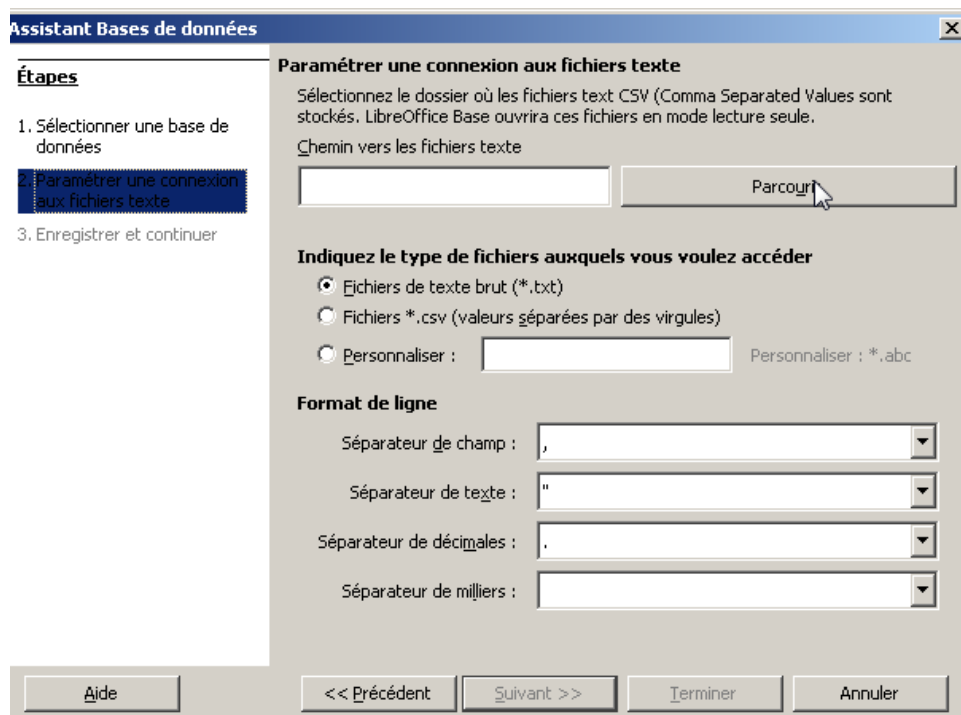 Assistant Bases de données
Étapes
1. Sélectionner une base de
données
2. Paramétrer une connexion
aux fichiers texte
3. Enregistrer et continuer
Paramétrer une connexion aux fichiers texte
Sélectionnez le dossier où les fichiers text CSV (Comma Separated Values sont
stockés. LibreOffice Base ouvrira ces fichiers en mode lecture seule.
Chemin vers les fichiers texte
Parcourir
Indiquez le type de fichiers auxquels vous voulez accéder
Fichiers de texte brut (*.txt)
Fichiers *.csv (valeurs séparées par des virgules)
Personnaliser : Personnaliser : *.abc
Format de ligne
Séparateur de champ : ,
Séparateur de texte : "
Séparateur de décimales : .
Séparateur de milliers :
Aide << Précédent Suivant >> Terminer Annuler